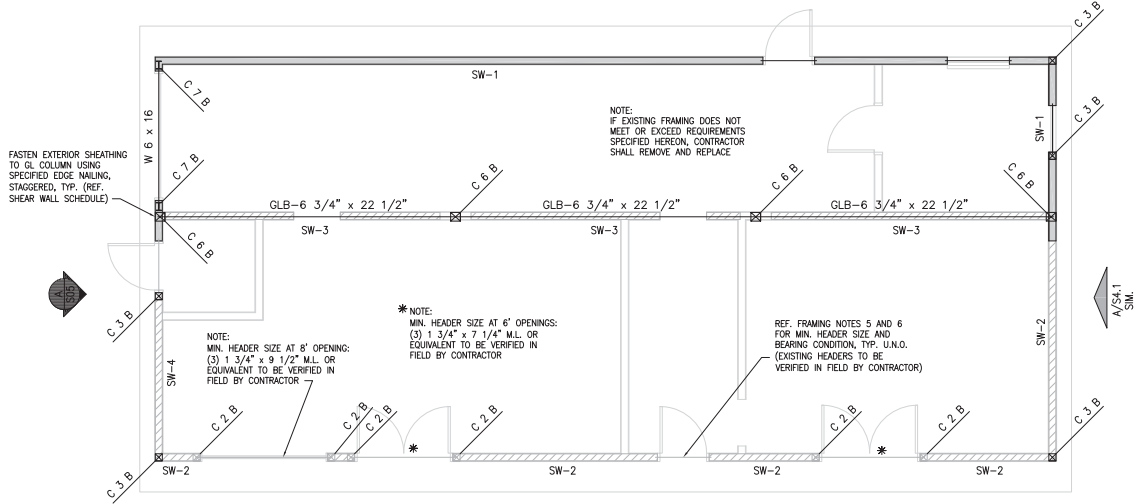 C 3 B
SW-1
C 7 B
W 6 x 16
NOTE:
IF EXISTING FRAMING DOES NOT
MEET OR EXCEED REQUIREMENTS
SPECIFIED HEREON, CONTRACTOR
SHALL REMOVE AND REPLACE
C 3 B
SW-1
FASTEN EXTERIOR SHEATHING
TO GL COLUMN USING
SPECIFIED EDGE NAILING,
STAGGERED, TYP. (REF.
SHEAR WALL SCHEDULE)
C 7 B
C 6 B
C 6 B
C 6 B
GLB-6 3/4" x 22 1/2"
GLB-6 3/4" x 22 1/2"
GLB-6 3/4" x 22 1/2"
SW-3
SW-3
SW-3
C 6 B
A
S05
A/S4.1
SIM.
C 3 B
* NOTE:
MIN. HEADER SIZE AT 6' OPENINGS:
(3) 1 3/4" x 7 1/4" M.L. OR
EQUIVALENT TO BE VERIFIED IN
FIELD BY CONTRACTOR
NOTE:
MIN. HEADER SIZE AT 8' OPENING:
(3) 1 3/4" x 9 1/2" M.L. OR
EQUIVALENT TO BE VERIFIED IN
FIELD BY CONTRACTOR
REF. FRAMING NOTES 5 AND 6
FOR MIN. HEADER SIZE AND
BEARING CONDITION, TYP. U.N.O.
(EXISTING HEADERS TO BE
VERIFIED IN FIELD BY CONTRACTOR)
SW-2
SW-4
C 2 B
C 2 B
C 2 B
*
C 2 B
C 2 B
*
C 2 B
C 3 B
C 3 B
SW-2
SW-2
SW-2
SW-2